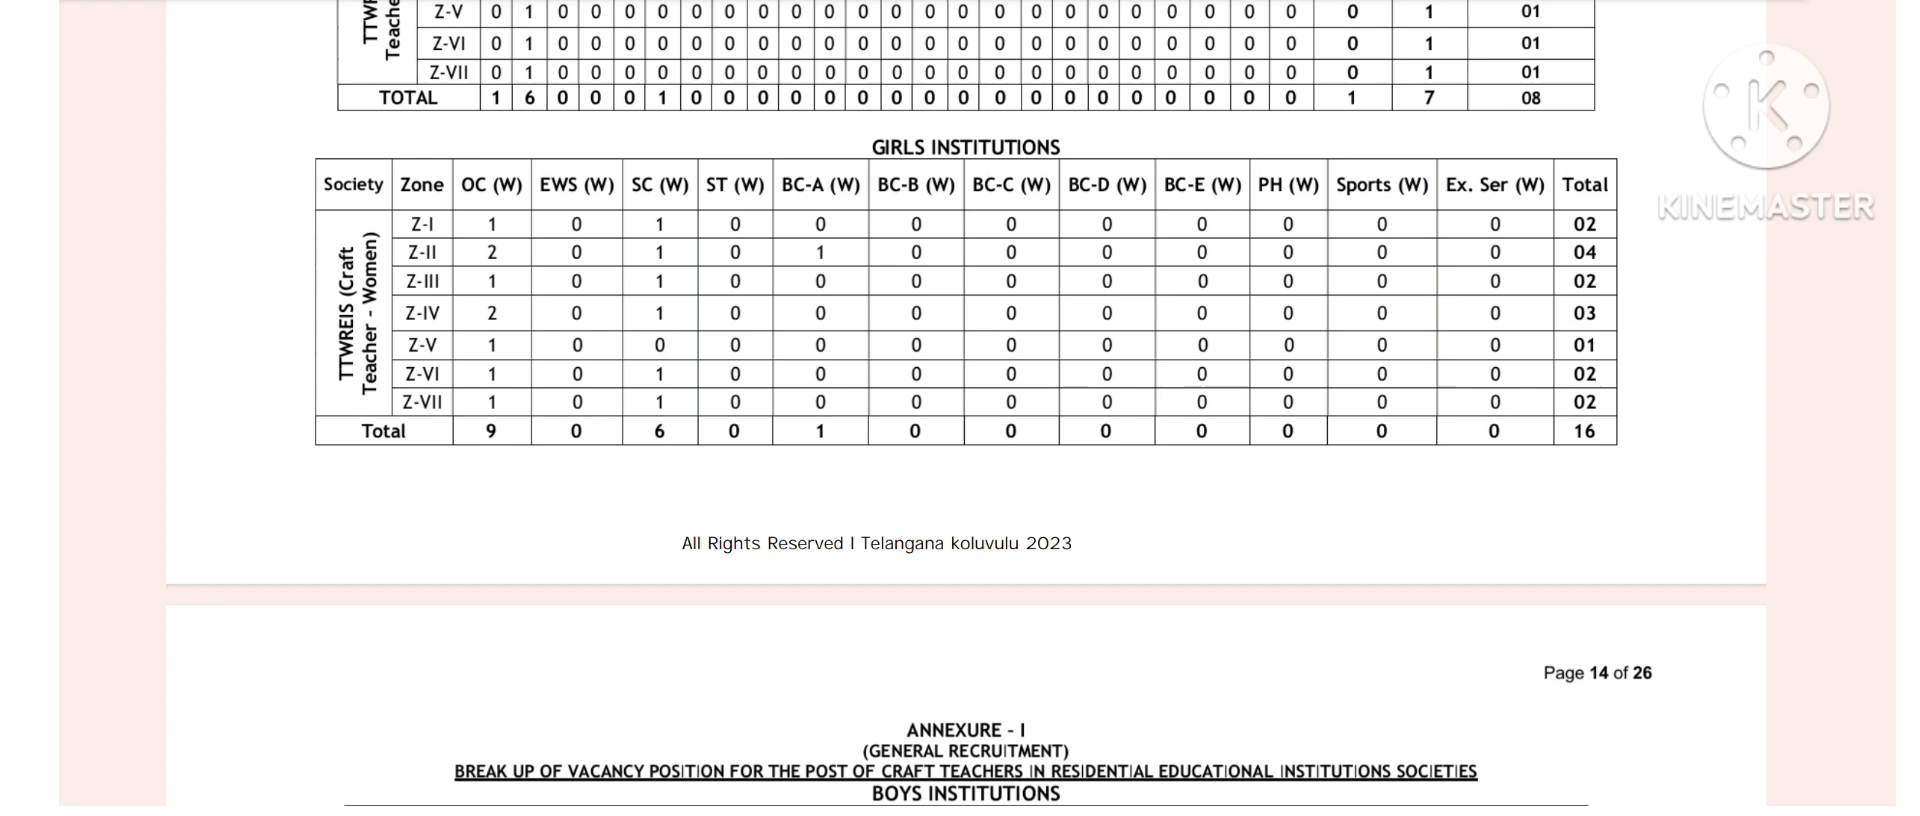 TTWR
Teache
Z-V 0 1 0 0 0 0 0 0 0 0 0 0 0 0 0 0 0 0 0 0 0 0 0 0 0 1 01
Z-VI 0 1 0 0 0 0 0 0 0 0 0 0 0 0 0 0 0 0 0 0 0 0 0 0 0 1 01
Z-VII 0 1 0 0 0 0 0 0 0 0 0 0 0 0 0 0 0 0 0 0 0 0 0 0 0 1 01
TOTAL 1 6 0 0 0 1 0 0 0 0 0 0 0 0 0 0 0 0 0 0 0 0 0 0 1 7 08
GIRLS INSTITUTIONS
Society Zone OC (W) EWS (W) SC (W) ST (W) BC-A (W) BC-B (W) BC-C (W) BC-D (W) BC-E (W) PH (W) Sports (W) Ex. Ser (W) Total
TTWREIS (Craft
Teacher - Women)
Z-I 1 0 1 0 0 0 0 0 0 0 0 0 02
Z-II 2 0 1 0 1 0 0 0 0 0 0 0 04
Z-III 1 0 1 0 0 0 0 0 0 0 0 0 02
Z-IV 2 0 1 0 0 0 0 0 0 0 0 0 03
Z-V 1 0 0 0 0 0 0 0 0 0 0 0 01
Z-VI 1 0 1 0 0 0 0 0 0 0 0 0 02
Z-VII 1 0 1 0 0 0 0 0 0 0 0 0 02
Total 9 0 6 0 1 0 0 0 0 0 0 0 16
K
KINEMASTER
All Rights Reserved l Telangana koluvulu 2023
Page 14 of 26
ANNEXURE - I
(GENERAL RECRUITMENT)
BREAK UP OF VACANCY POSITION FOR THE POST OF CRAFT TEACHERS IN RESIDENTIAL EDUCATIONAL INSTITUTIONS SOCIETIES
BOYS INSTITUTIONS